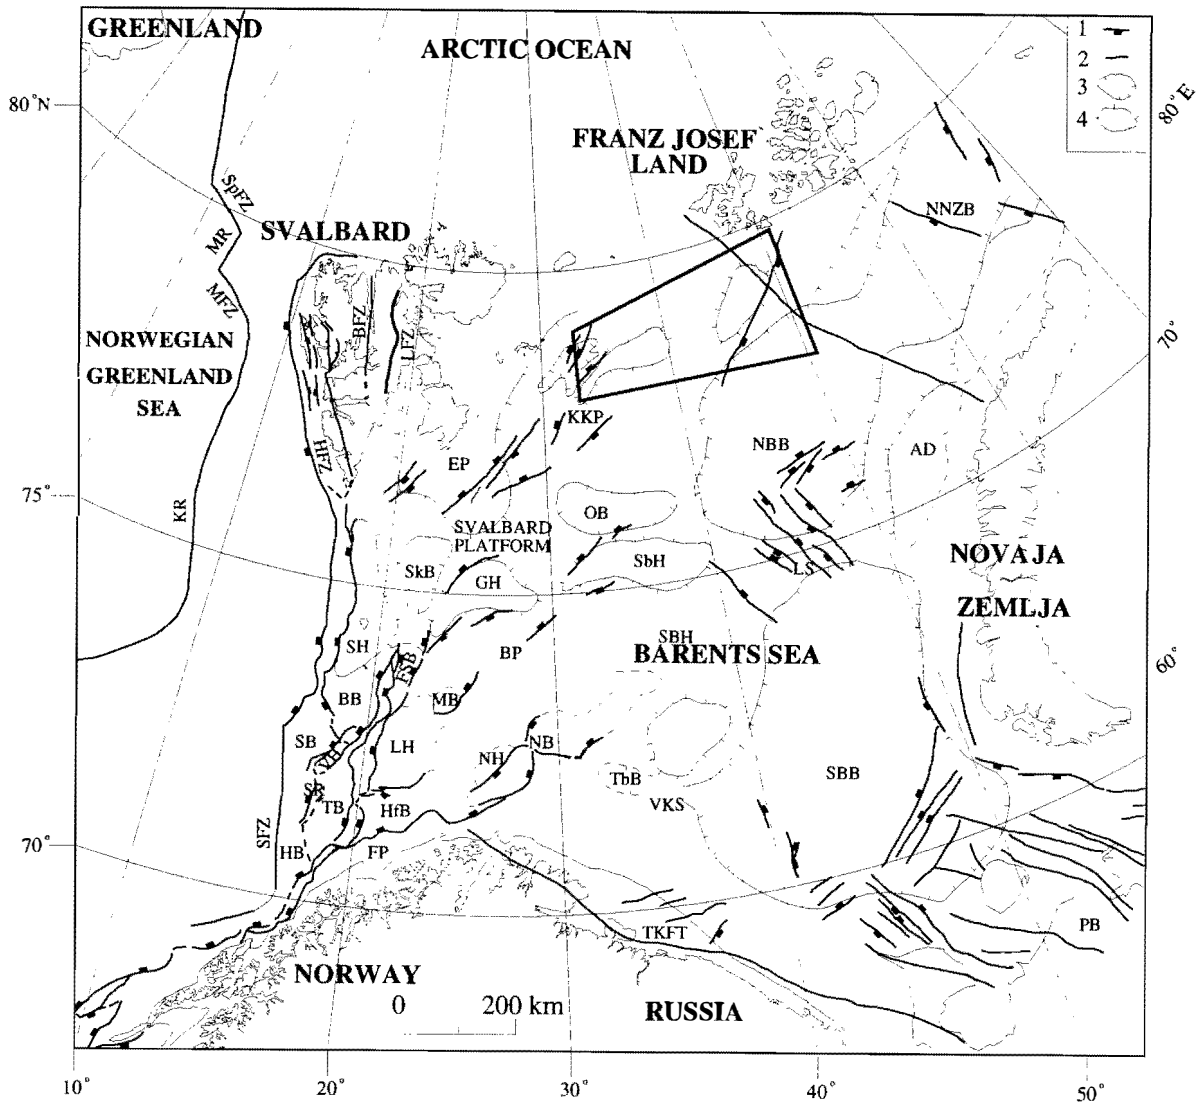 GREENLAND
ARCTIC OCEAN
1
2
3
4
80°N
80°E
FRANZ JOSEF
LAND
SpFZ
NNZB
MR
SVALBARD
MFZ
BFZ
LFZ
NORWEGIAN
GREENLAND
SEA
70°
KKP
HFZ
EP
NBB
AD
75°
KR
OB
SVALBARD
PLATFORM
NOVAJA
ZEMLJA
SkB
GH
SbH
LS
SH
BP
SBH
BARENTS SEA
60°
FSB
BB
MB
SB
VH
LH
NH
NB
TbB
SBB
SR
TB
HfB
VKS
SFZ
70°
HB
FP
TKFT
PB
NORWAY
0 200 km
RUSSIA
10°
20°
30°
40°
50°